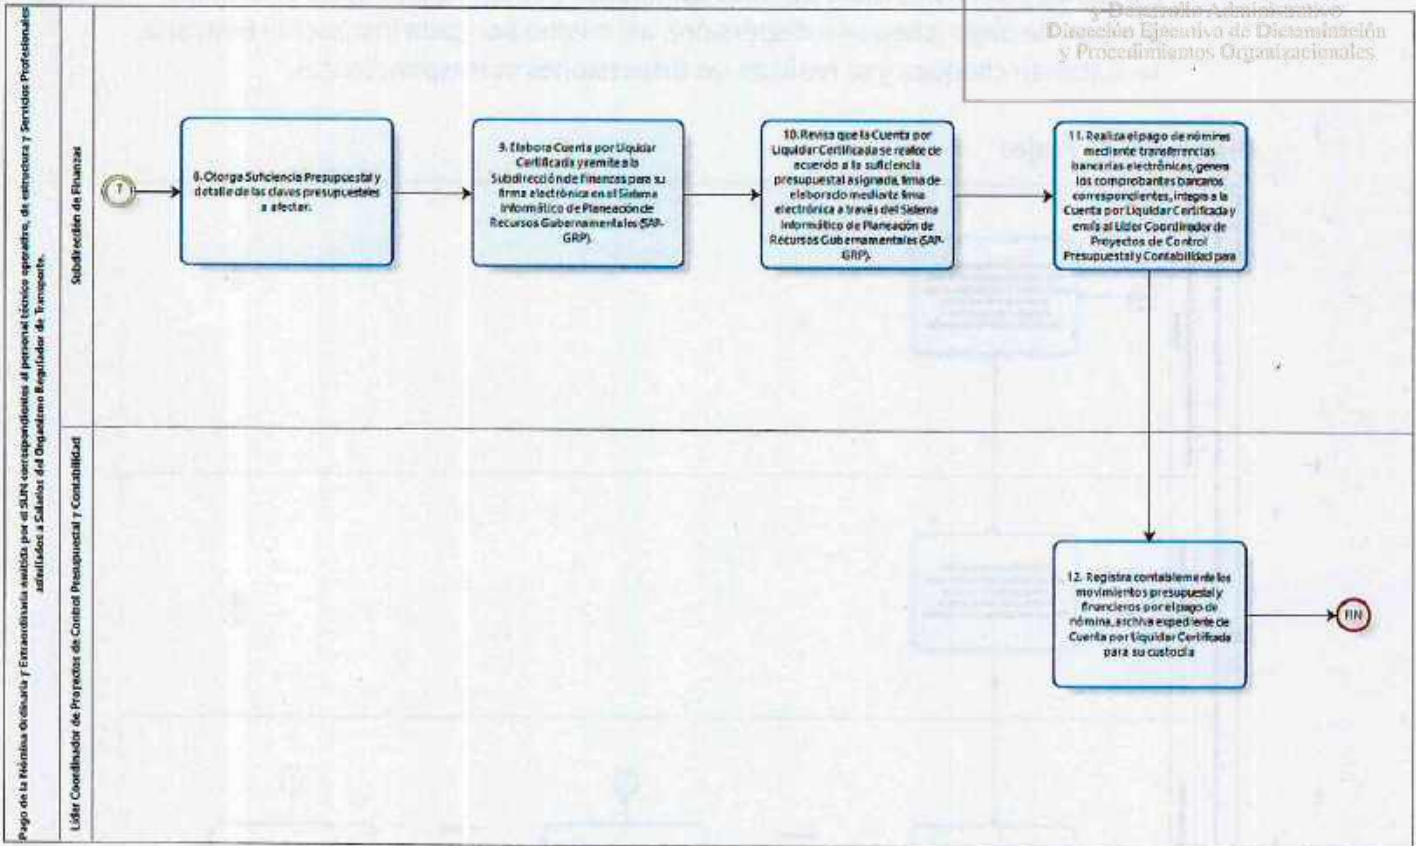 y Desarrollo Administrativo
Dirección Ejecutiva de Dictaminación
y Procedimientos Organizacionales
Pago de la Nómina Ordinaria y Extraordinaria emitida por el SUN correspondientes al personal técnico operativo, de estructura y Servicios Profesionales
asimilados a Salarios del Organismo Regulador de Transporte.
Subdirección de Finanzas
7
8. Otorga Suficiencia Presupuestal y
detalle de las claves presupuestales
a afectar.
9. Elabora Cuenta por Liquidar
Certificada y remite a la
Subdirección de Finanzas para su
firma electrónica en el Sistema
Informático de Planeación de
Recursos Gubernamentales (SAP-
GRP).
10. Revisa que la Cuenta por
Liquidar Certificada se realice de
acuerdo a la suficiencia
presupuestal asignada, firma de
elaborado mediante firma
electrónica a través del Sistema
Informático de Planeación de
Recursos Gubernamentales (SAP-
GRP).
11. Realiza el pago de nóminas
mediante transferencias
bancarias electrónicas, genera
los comprobantes bancarios
correspondientes, integra a la
Cuenta por Liquidar Certificada y
envía al Líder Coordinador de
Proyectos de Control
Presupuestal y Contabilidad para
Líder Coordinador de Proyectos de Control Presupuestal y Contabilidad
12. Registra contablemente los
movimientos presupuestal y
financieros por el pago de
nómina, archiva expediente de
Cuenta por Liquidar Certificada
para su custodia
FIN